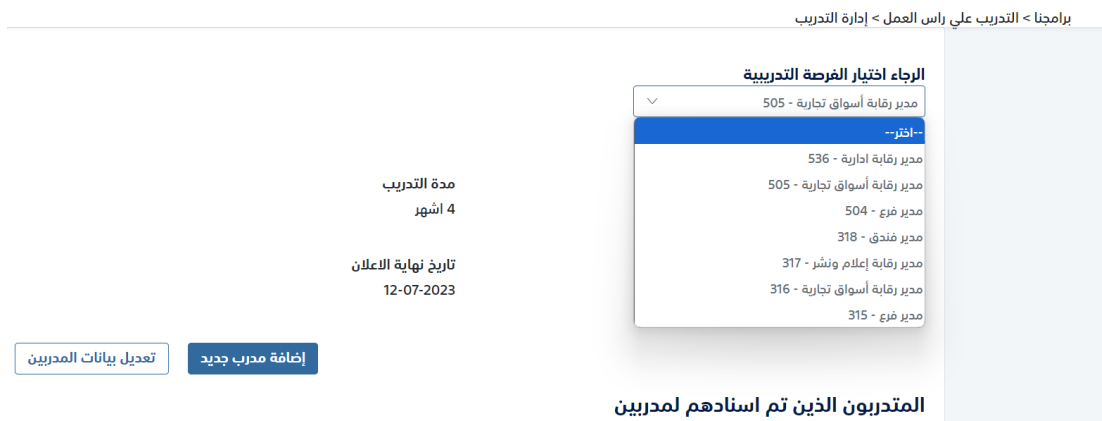 برامجنا > التدريب علي راس العمل > إدارة التدريب
الرجاء اختيار الفرصة التدريبية
مدير رقابة أسواق تجارية - 505
--اختر--
مدير رقابة ادارية - 536
مدير رقابة أسواق تجارية - 505
مدير فرع - 504
مدير فندق - 318
مدير رقابة إعلام ونشر - 317
مدير رقابة أسواق تجارية - 316
مدير فرع - 315
مدة التدريب
4 اشهر
تاريخ نهاية الاعلان
12-07-2023
إضافة مدرب جديد
تعديل بيانات المدربين
المتدربون الذين تم اسنادهم لمدربين